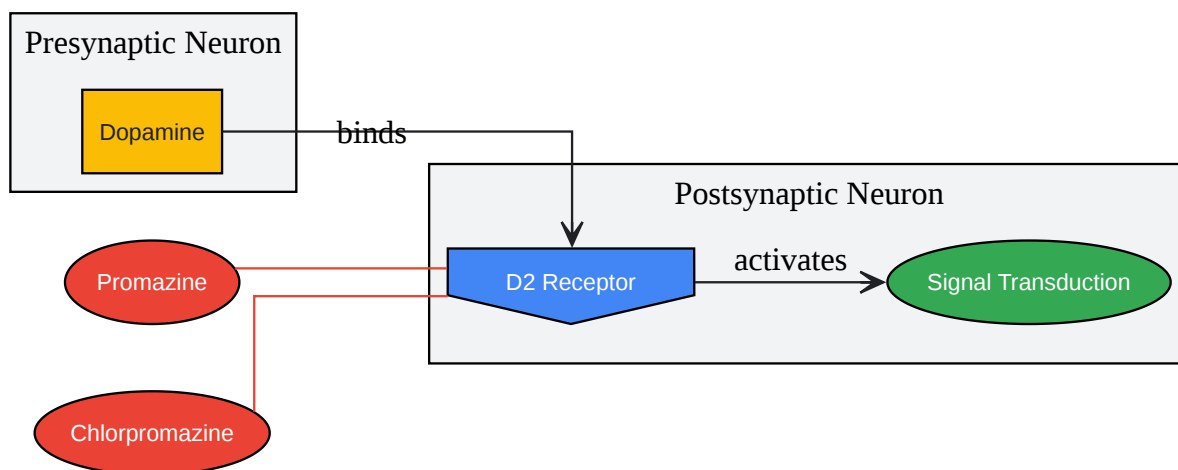 Presynaptic Neuron
Dopamine
binds
Postsynaptic Neuron
Promazine
D2 Receptor
activates
Signal Transduction
Chlorpromazine